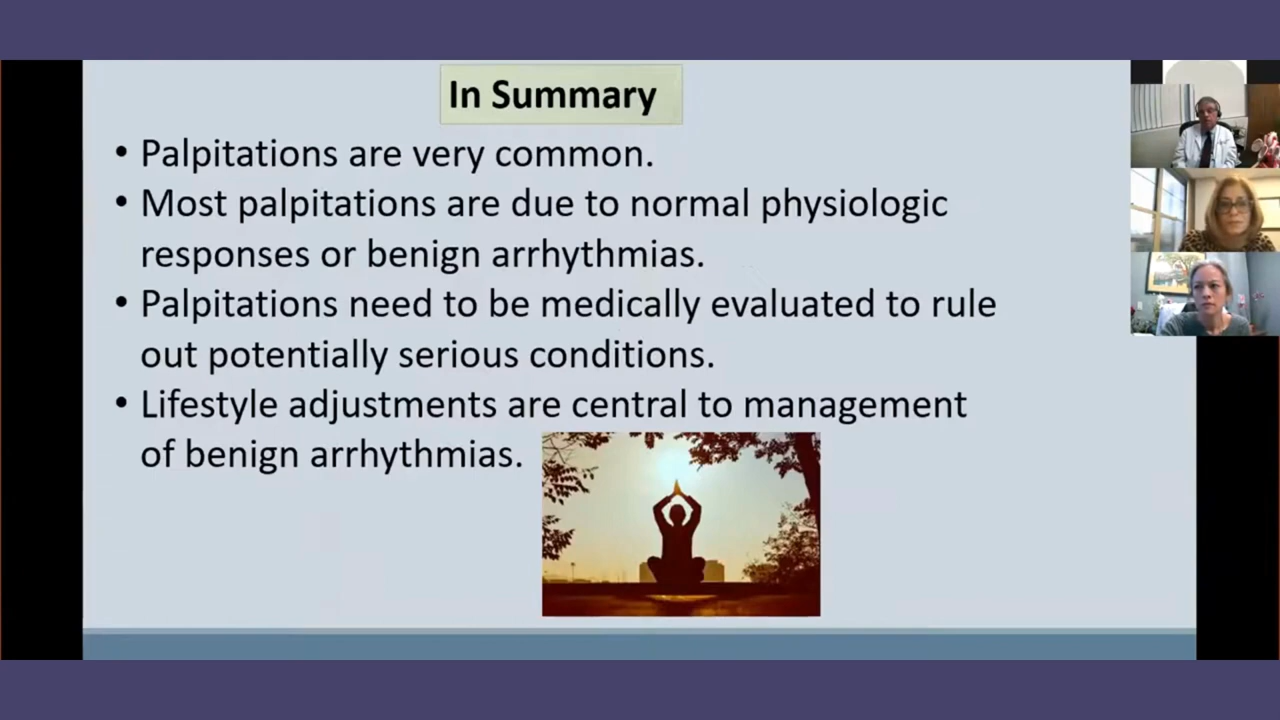 In Summary
• Palpitations are very common.
• Most palpitations are due to normal physiologic
responses or benign arrhythmias.
• Palpitations need to be medically evaluated to rule
out potentially serious conditions.
• Lifestyle adjustments are central to management
of benign arrhythmias.